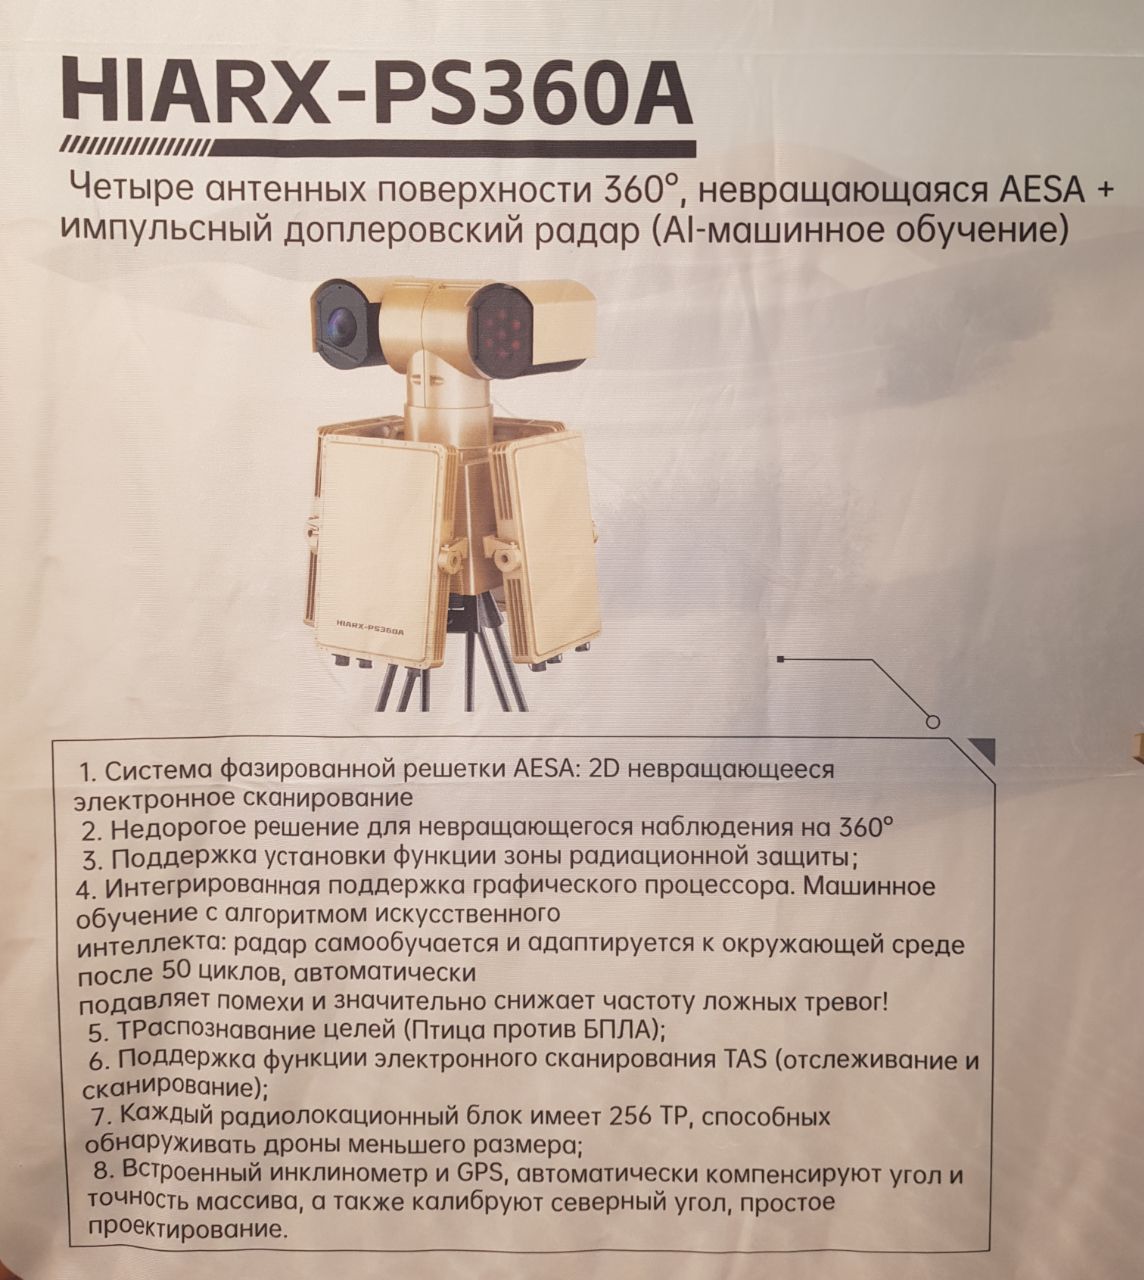 HIARX-PS360A
Четыре антенных поверхности 360°, невращающаяся AESA +
импульсный доплеровский радар (AI-машинное обучение)
HIARX-PS360A
1. Система фазированной решетки AESA: 2D невращающееся
электронное сканирование
2. Недорогое решение для невращающегося наблюдения на 360°
3. Поддержка установки функции зоны радиационной защиты;
4. Интегрированная поддержка графического процессора. Машинное
обучение с алгоритмом искусственного
интеллекта: радар самообучается и адаптируется к окружающей среде
после 50 циклов, автоматически
подавляет помехи и значительно снижает частоту ложных тревог!
5. ТРаспознавание целей (Птица против БПЛА);
6. Поддержка функции электронного сканирования TAS (отслеживание и
сканирование);
7. Каждый радиолокационный блок имеет 256 ТР, способных
обнаруживать дроны меньшего размера;
8. Встроенный инклинометр и GPS, автоматически компенсируют угол и
точность массива, а также калибруют северный угол, простое
проектирование.